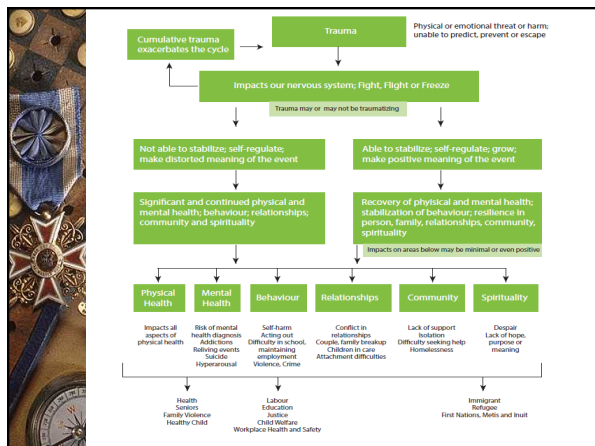 Trauma
Physical or emotional threat or harm;
unable to predict, prevent or escape
Cumulative trauma
exacerbates the cycle
Impacts our nervous system; Fight, Flight or Freeze
Trauma may or may not be traumatizing
Not able to stabilize; self-regulate;
make distorted meaning of the event
Able to stabilize; self-regulate; grow;
make positive meaning of the event
Significant and continued physical and
mental health; behaviour; relationships;
community and spirituality
Recovery of phyisical and mental health;
stabilization of behaviour; resilience in
person, family, relationships, community,
spirituality
Impacts on areas below may be minimal or even positive
Physical
Health
Mental
Health
Behaviour
Relationships
Community
Spirituality
Impacts all
aspects of
physical health
Risk of mental
health diagnosis
Addictions
Reliving events
Suicide
Hyperarousal
Self-harm
Acting out
Difficulty in school,
maintaining
employment
Violence, Crime
Conflict in
relationships
Couple, family breakup
Children in care
Attachment difficulties
Lack of support
Isolation
Difficulty seeking help
Homelessness
Despair
Lack of hope,
purpose or
meaning
Health
Seniors
Family Violence
Healthy Child
Labour
Education
Justice
Child Welfare
Workplace Health and Safety
Immigrant
Refugee
First Nations, Metis and Inuit